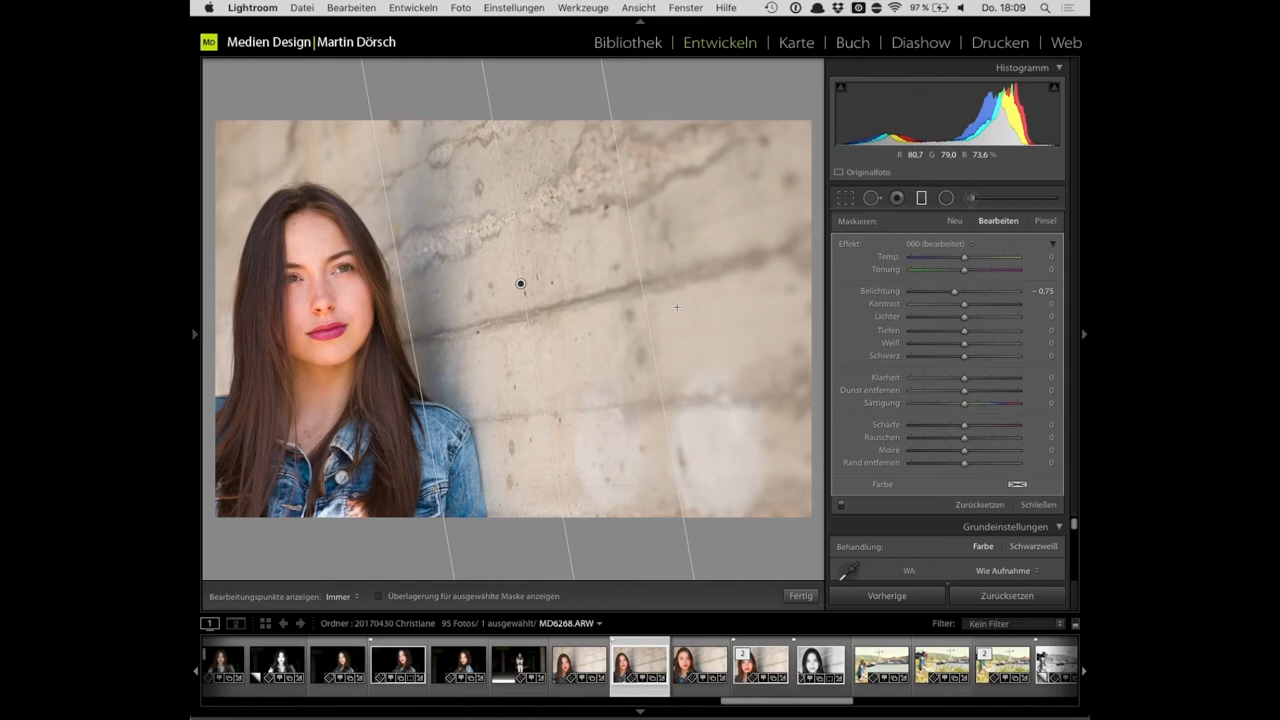 Lightroom Datei Bearbeiten Entwickeln Foto Einstellungen Werkzeuge Ansicht Fenster Hilfe 97 % Do. 18:09
MD Medien Design|Martin Dörsch
Bibliothek | Entwickeln | Karte | Buch | Diashow | Drucken | Web
Histogramm
R 80,7 G 79,0 B 73,6 %
Originalfoto
Maskieren: Neu Bearbeiten Pinsel
Effekt: 000 (bearbeitet)
Temp. 0
Tonung 0
Belichtung −0,75
Kontrast 0
Lichter 0
Tiefen 0
Weiß 0
Schwarz 0
Klarheit 0
Dunst entfernen 0
Sättigung 0
Schärfe 0
Rauschen 0
Moiré 0
Rand entfernen 0
Farbe
Zurücksetzen Schließen
Grundeinstellungen
Behandlung: Farbe Schwarzweiß
WA: Wie Aufnahme
Bearbeitungspunkte anzeigen: Immer Überlagerung für ausgewählte Maske anzeigen Fertig
Vorherige Zurücksetzen
1 2 Ordner : 20170430 Christiane 95 Fotos/ 1 ausgewählt/ MD6268.ARW Filter: Kein Filter
2 2